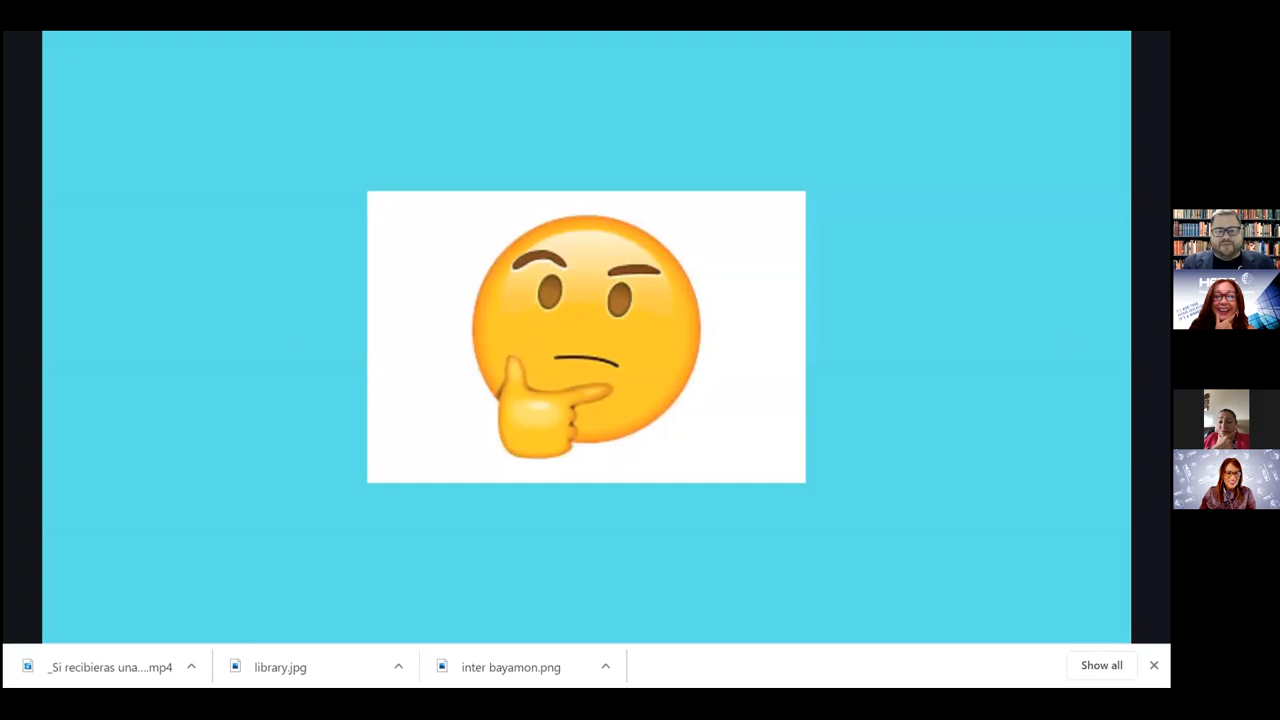 _Si recibieras una....mp4
library.jpg
inter bayamon.png
Show all